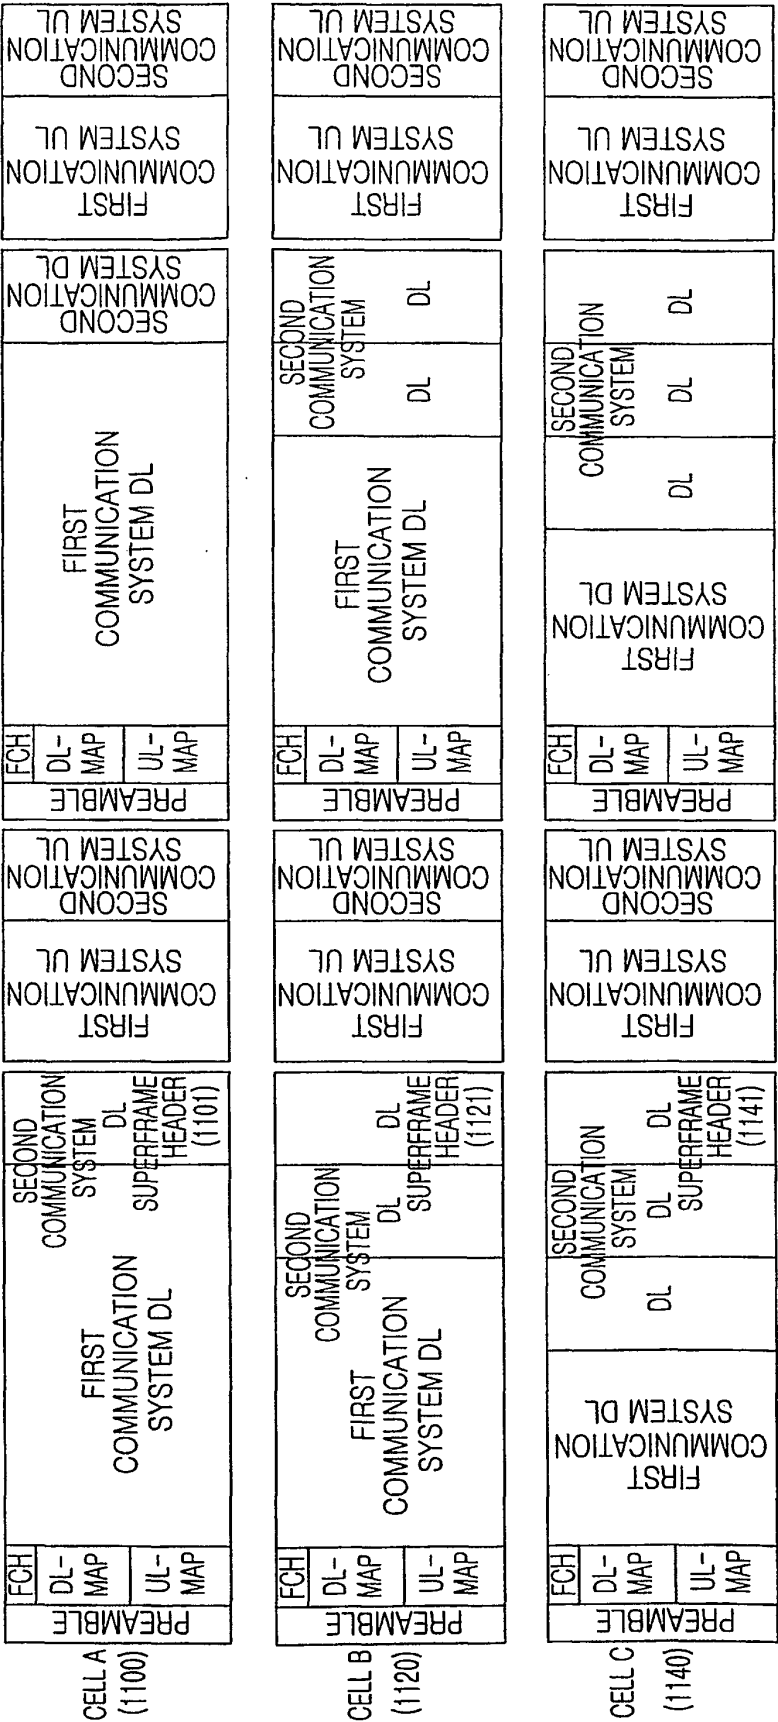 CELL A
(1100)
PREAMBLE
FCH
DL-
MAP
UL-
MAP
FIRST
COMMUNICATION
SYSTEM DL
SECOND
COMMUNICATION
SYSTEM
DL
SUPERFRAME
HEADER
(1101)
FIRST
COMMUNICATION
SYSTEM UL
SECOND
COMMUNICATION
SYSTEM UL
PREAMBLE
FCH
DL-
MAP
UL-
MAP
FIRST
COMMUNICATION
SYSTEM DL
SECOND
COMMUNICATION
SYSTEM DL
FIRST
COMMUNICATION
SYSTEM UL
SECOND
COMMUNICATION
SYSTEM UL
CELL B
(1120)
PREAMBLE
FCH
DL-
MAP
UL-
MAP
FIRST
COMMUNICATION
SYSTEM DL
SECOND
COMMUNICATION
SYSTEM
DL
DL
SUPERFRAME
HEADER
(1121)
FIRST
COMMUNICATION
SYSTEM UL
SECOND
COMMUNICATION
SYSTEM UL
PREAMBLE
FCH
DL-
MAP
UL-
MAP
FIRST
COMMUNICATION
SYSTEM DL
SECOND
COMMUNICATION
SYSTEM
DL
DL
FIRST
COMMUNICATION
SYSTEM UL
SECOND
COMMUNICATION
SYSTEM UL
CELL C
(1140)
PREAMBLE
FCH
DL-
MAP
UL-
MAP
FIRST
COMMUNICATION
SYSTEM DL
SECOND
COMMUNICATION
SYSTEM
DL
DL
DL
SUPERFRAME
HEADER
(1141)
FIRST
COMMUNICATION
SYSTEM UL
SECOND
COMMUNICATION
SYSTEM UL
PREAMBLE
FCH
DL-
MAP
UL-
MAP
FIRST
COMMUNICATION
SYSTEM DL
SECOND
COMMUNICATION
SYSTEM
DL
DL
DL
FIRST
COMMUNICATION
SYSTEM UL
SECOND
COMMUNICATION
SYSTEM UL